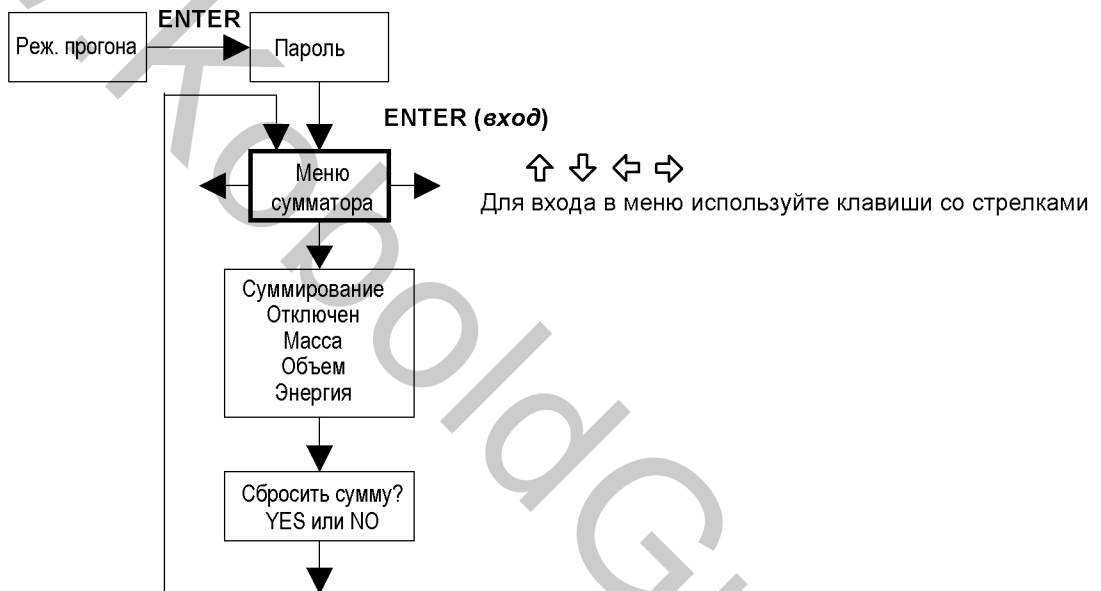 ENTER
Реж. прогона
Пароль
ENTER (вход)
Меню
сумматора
Для входа в меню используйте клавиши со стрелками
Суммирование
Отключен
Масса
Объем
Энергия
Сбросить сумму?
YES или NO